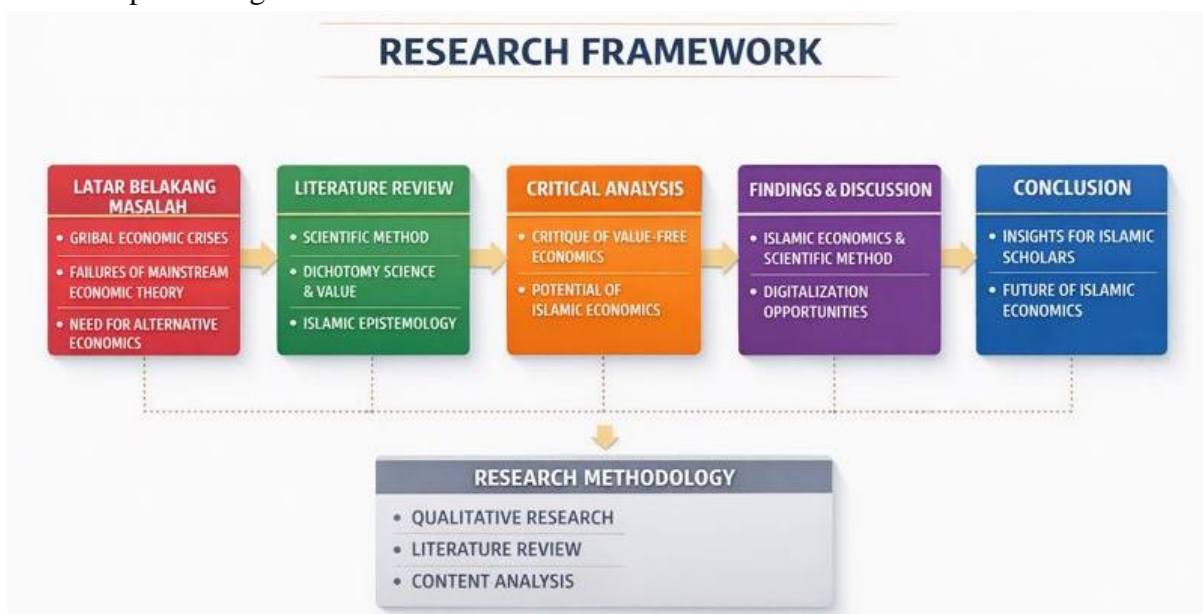 RESEARCH FRAMEWORK
LATAR BELAKANG
MASALAH
• GRIBAL ECONOMIC CRISES
• FAILURES OF MAINSTREAM
ECONOMIC THEORY
• NEED FOR ALTERNATIVE
ECONOMICS
LITERATURE REVIEW
• SCIENTIFIC METHOD
• DICHOTOMY SCIENCE
& VALUE
• ISLAMIC EPISTEMOLOGY
CRITICAL ANALYSIS
• CRITIQUE OF VALUE-FREE
ECONOMICS
• POTENTIAL OF
ISLAMIC ECONOMICS
FINDINGS & DISCUSSION
• ISLAMIC ECONOMICS &
SCIENTIFIC METHOD
• DIGITALIZATION
OPPORTUNITIES
CONCLUSION
• INSIGHTS FOR ISLAMIC
SCHOLARS
• FUTURE OF ISLAMIC
ECONOMICS
RESEARCH METHODOLOGY
• QUALITATIVE RESEARCH
• LITERATURE REVIEW
• CONTENT ANALYSIS